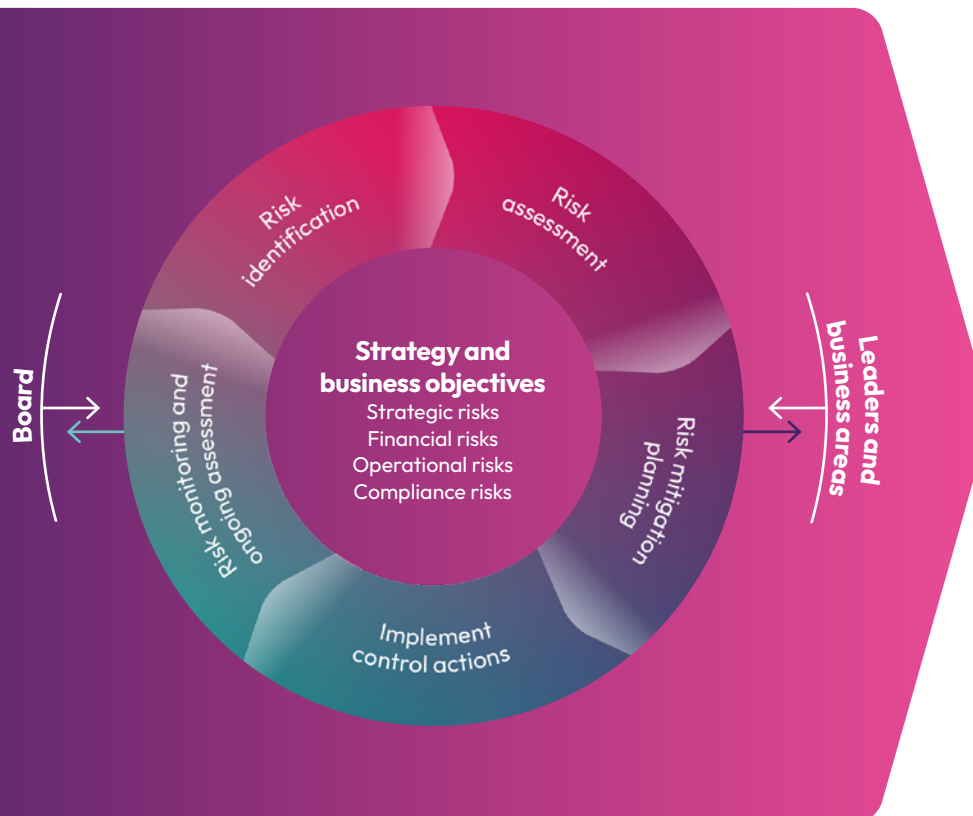 Risk
identification
Risk
assessment
Risk mitigation
planning
Implement
control actions
Risk monitoring and
ongoing assessment
Strategy and
business objectives
Strategic risks
Financial risks
Operational risks
Compliance risks
Board
Leaders and
business areas